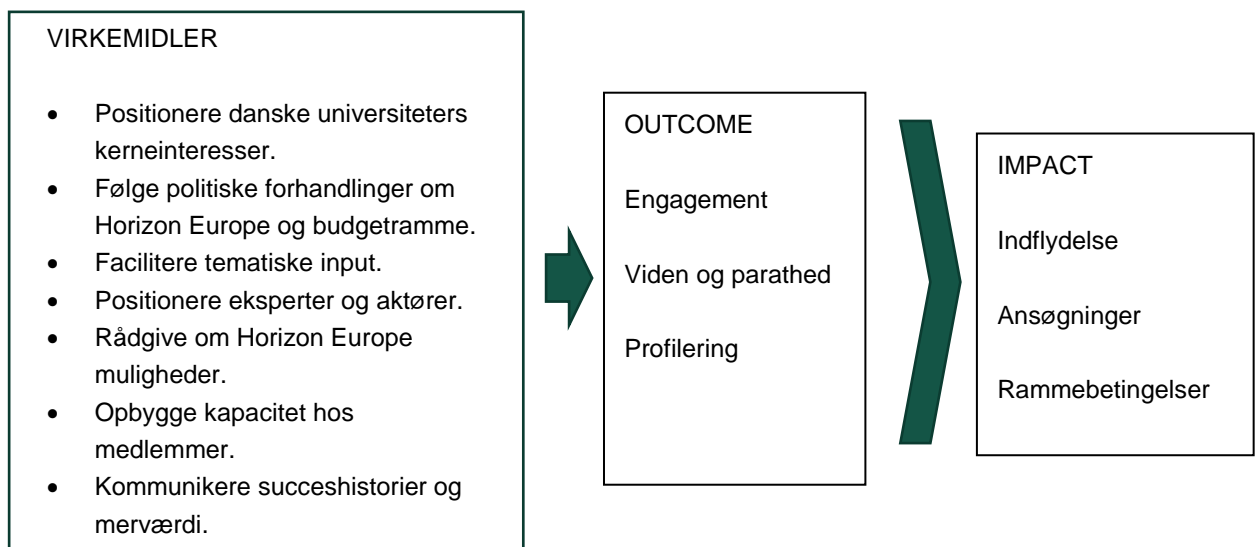 VIRKEMIDLER
• Positionere danske universiteters
kerneinteresser.
• Følge politiske forhandlinger om
Horizon Europe og budgetramme.
• Facilitere tematiske input.
• Positionere eksperter og aktører.
• Rådgive om Horizon Europe
muligheder.
• Opbygge kapacitet hos
medlemmer.
• Kommunikere succeshistorier og
merværdi.
OUTCOME
Engagement
Viden og parathed
Profilering
IMPACT
Indflydelse
Ansøgninger
Rammebetingelser